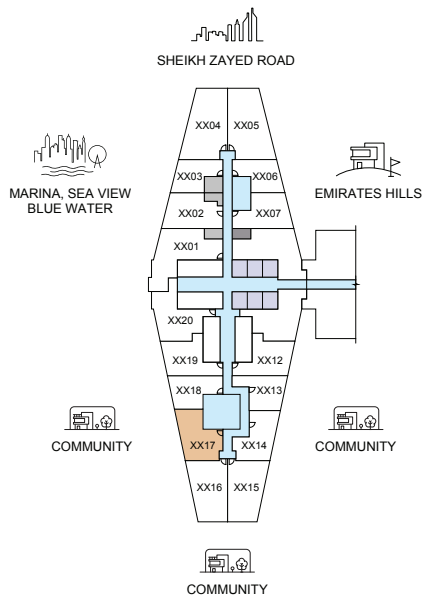 SHEIKH ZAYED ROAD
XX04 XX05
MARINA, SEA VIEW
BLUE WATER
XX03 XX06
EMIRATES HILLS
XX02 XX07
XX01
XX20
XX19 XX12
XX18 XX13
COMMUNITY
XX17 XX14
COMMUNITY
XX16 XX15
COMMUNITY